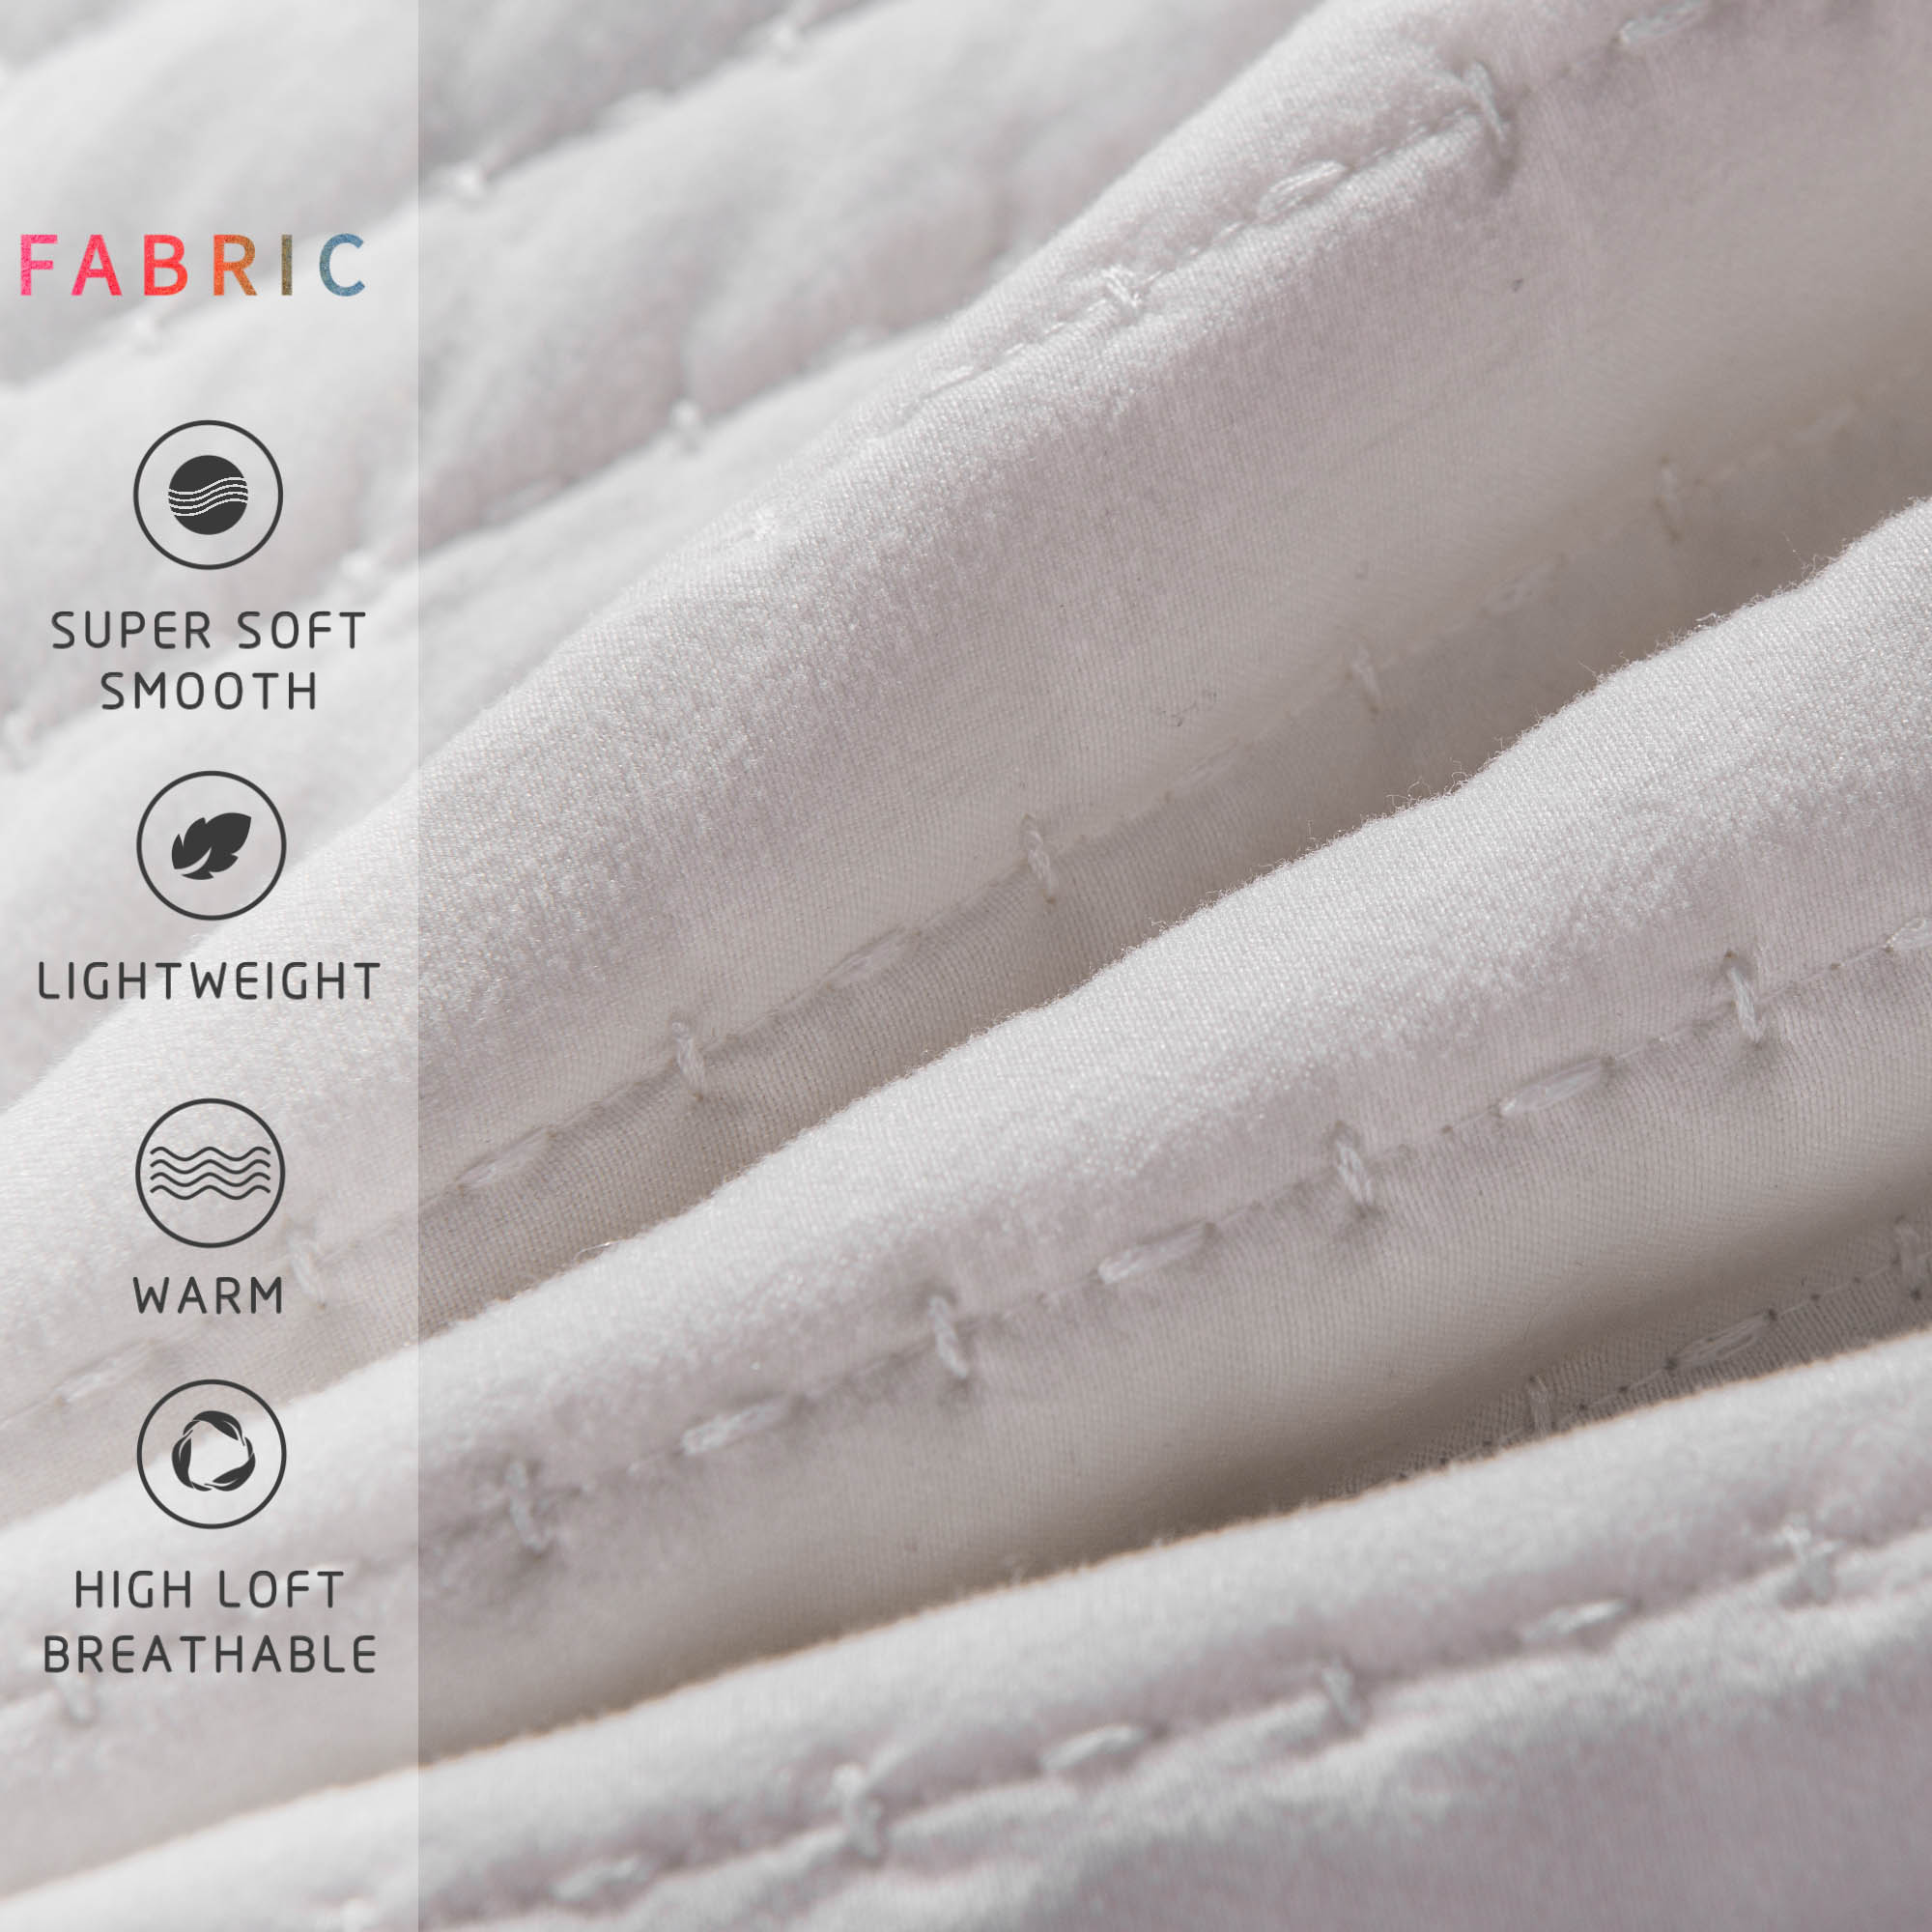 FABRIC
SUPER SOFT
SMOOTH
LIGHTWEIGHT
WARM
HIGH LOFT
BREATHABLE